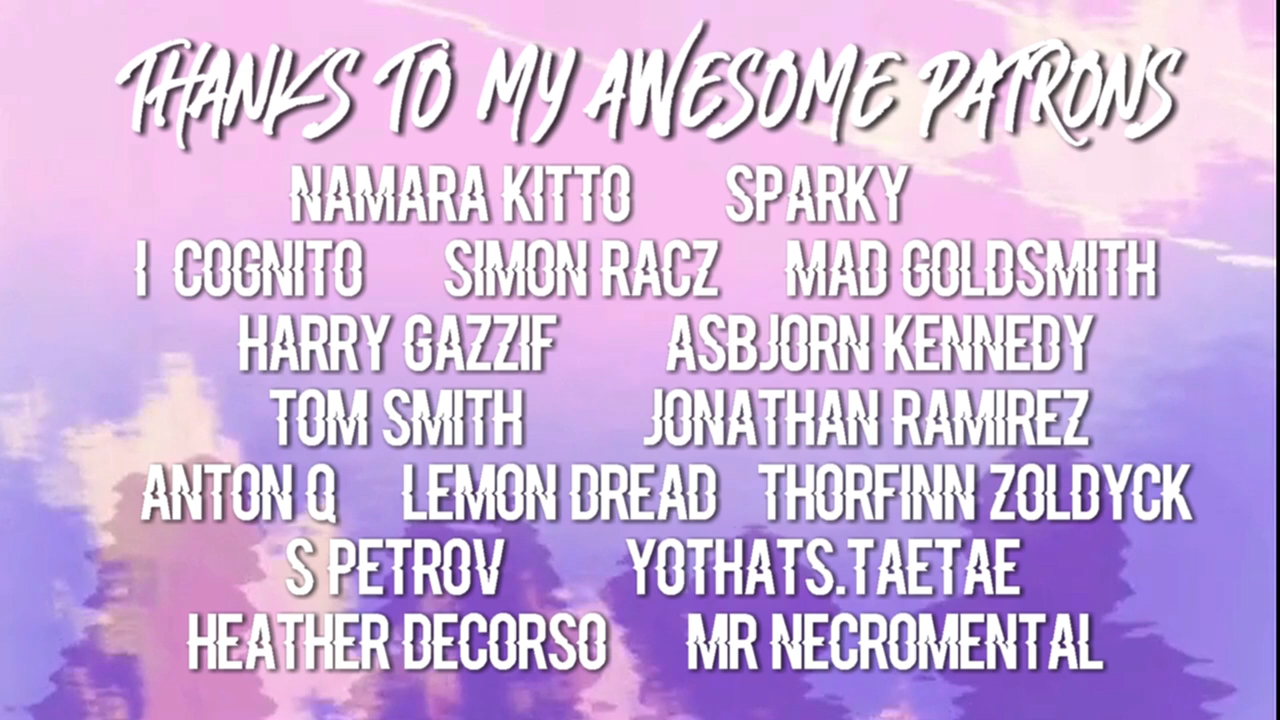 THANKS TO MY AWESOME PATRONS
NAMARA KITTO SPARKY
I COGNITO SIMON RACZ MAD GOLDSMITH
HARRY GAZZIF ASBJORN KENNEDY
TOM SMITH JONATHAN RAMIREZ
ANTON Q LEMON DREAD THORFINN ZOLDYCK
S PETROV YOTHATS.TAETAE
HEATHER DECORSO MR NECROMENTAL